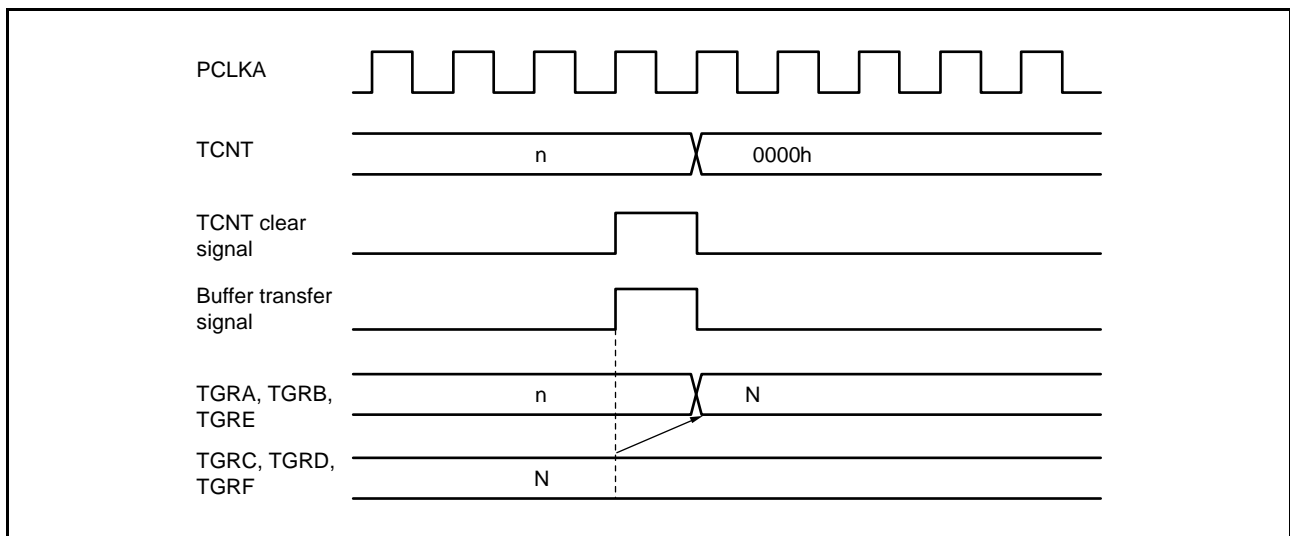 PCLKA
TCNT
n
0000h
TCNT clear
signal
Buffer transfer
signal
TGRA, TGRB,
TGRE
n
N
TGRC, TGRD,
TGRF
N